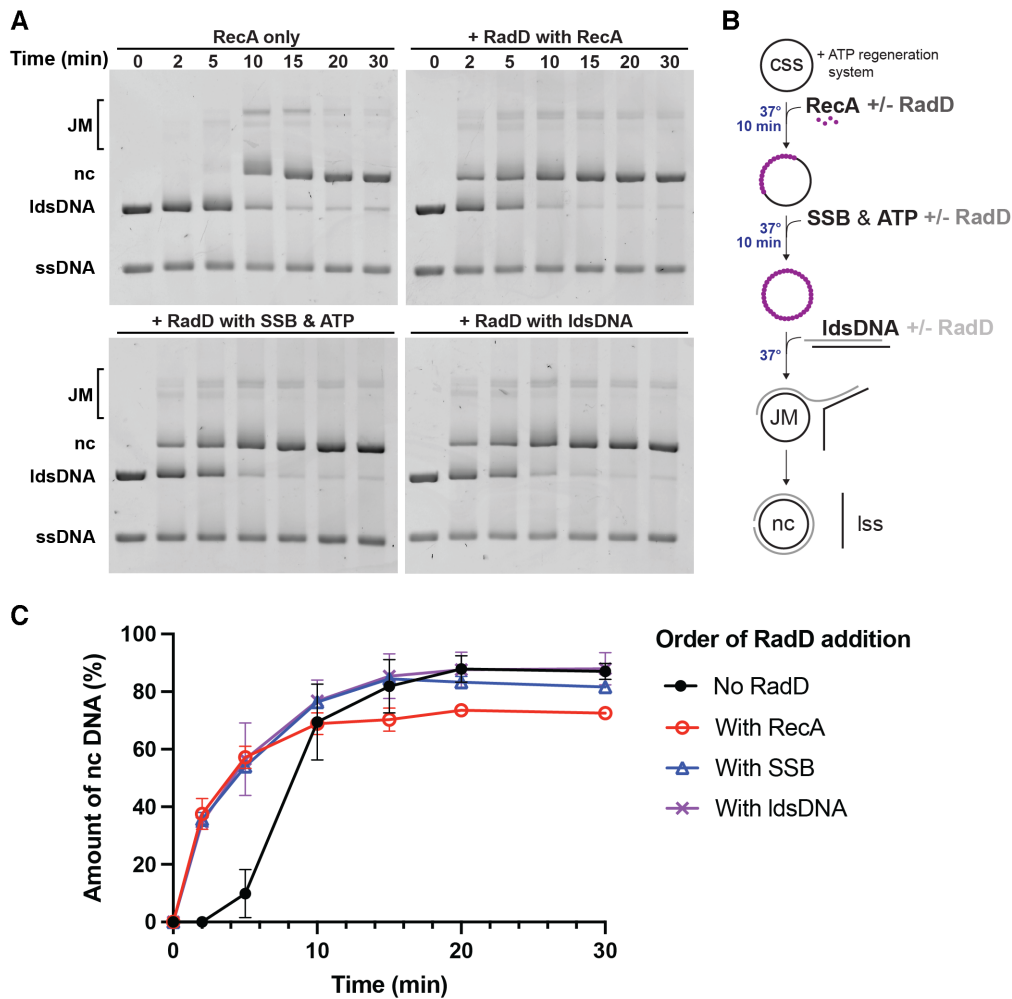 A
RecA only
+ RadD with RecA
Time (min) 0 2 5 10 15 20 30 0 2 5 10 15 20 30
JM
nc
ldsDNA
ssDNA
+ RadD with SSB & ATP
+ RadD with ldsDNA
JM
nc
ldsDNA
ssDNA
B
css
+ ATP regeneration
system
37°
10 min
RecA +/- RadD
37°
10 min
SSB & ATP +/- RadD
ldsDNA +/- RadD
37°
JM
nc
lss
C
Amount of nc DNA (%)
100
80
60
40
20
0
0 10 20 30
Time (min)
Order of RadD addition
No RadD
With RecA
With SSB
With ldsDNA